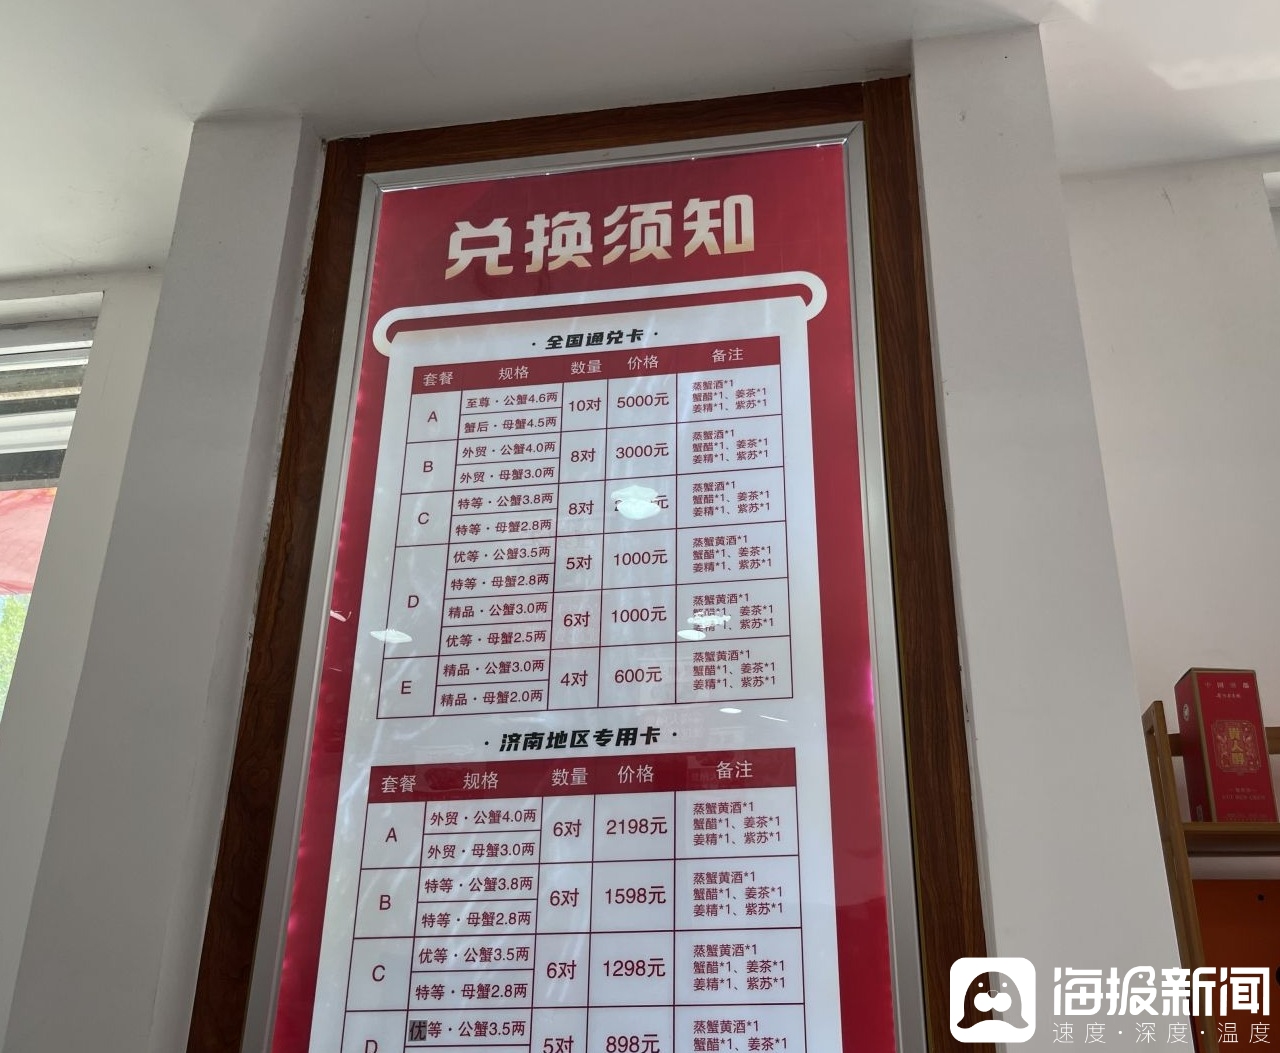 兑换须知
·全国通兑卡·
套餐 规格 数量 价格 备注
A 至尊·公蟹4.6两 10对 5000元 蒸蟹酒*1
蟹后·母蟹4.5两 蟹醋*1、姜茶*1
姜精*1、紫苏*1
B 外贸·公蟹4.0两 8对 3000元 蒸蟹酒*1
外贸·母蟹3.0两 蟹醋*1、姜茶*1
姜精*1、紫苏*1
C 特等·公蟹3.8两 8对 元 蒸蟹酒*1
特等·母蟹2.8两 蟹醋*1、姜茶*1
姜精*1、紫苏*1
D 优等·公蟹3.5两 5对 1000元 蒸蟹黄酒*1
特等·母蟹2.8两 蟹醋*1、姜茶*1
姜精*1、紫苏*1
精品·公蟹3.0两 6对 1000元 蒸蟹黄酒*1
优等·母蟹2.5两 蟹醋*1、姜茶*1
姜精*1、紫苏*1
E 精品·公蟹3.0两 4对 600元 蒸蟹黄酒*1
精品·母蟹2.0两 蟹醋*1、姜茶*1
姜精*1、紫苏*1
·济南地区专用卡·
套餐 规格 数量 价格 备注
A 外贸·公蟹4.0两 6对 2198元 蒸蟹黄酒*1
外贸·母蟹3.0两 蟹醋*1、姜茶*1
姜精*1、紫苏*1
B 特等·公蟹3.8两 6对 1598元 蒸蟹黄酒*1
特等·母蟹2.8两 蟹醋*1、姜茶*1
姜精*1、紫苏*1
C 优等·公蟹3.5两 6对 1298元 蒸蟹黄酒*1
特等·母蟹2.8两 蟹醋*1、姜茶*1
姜精*1、紫苏*1
D 优等·公蟹3.5两 5对 898元 蒸蟹黄酒*1
蟹醋*1、姜茶*1
海报新闻
速度·深度·温度